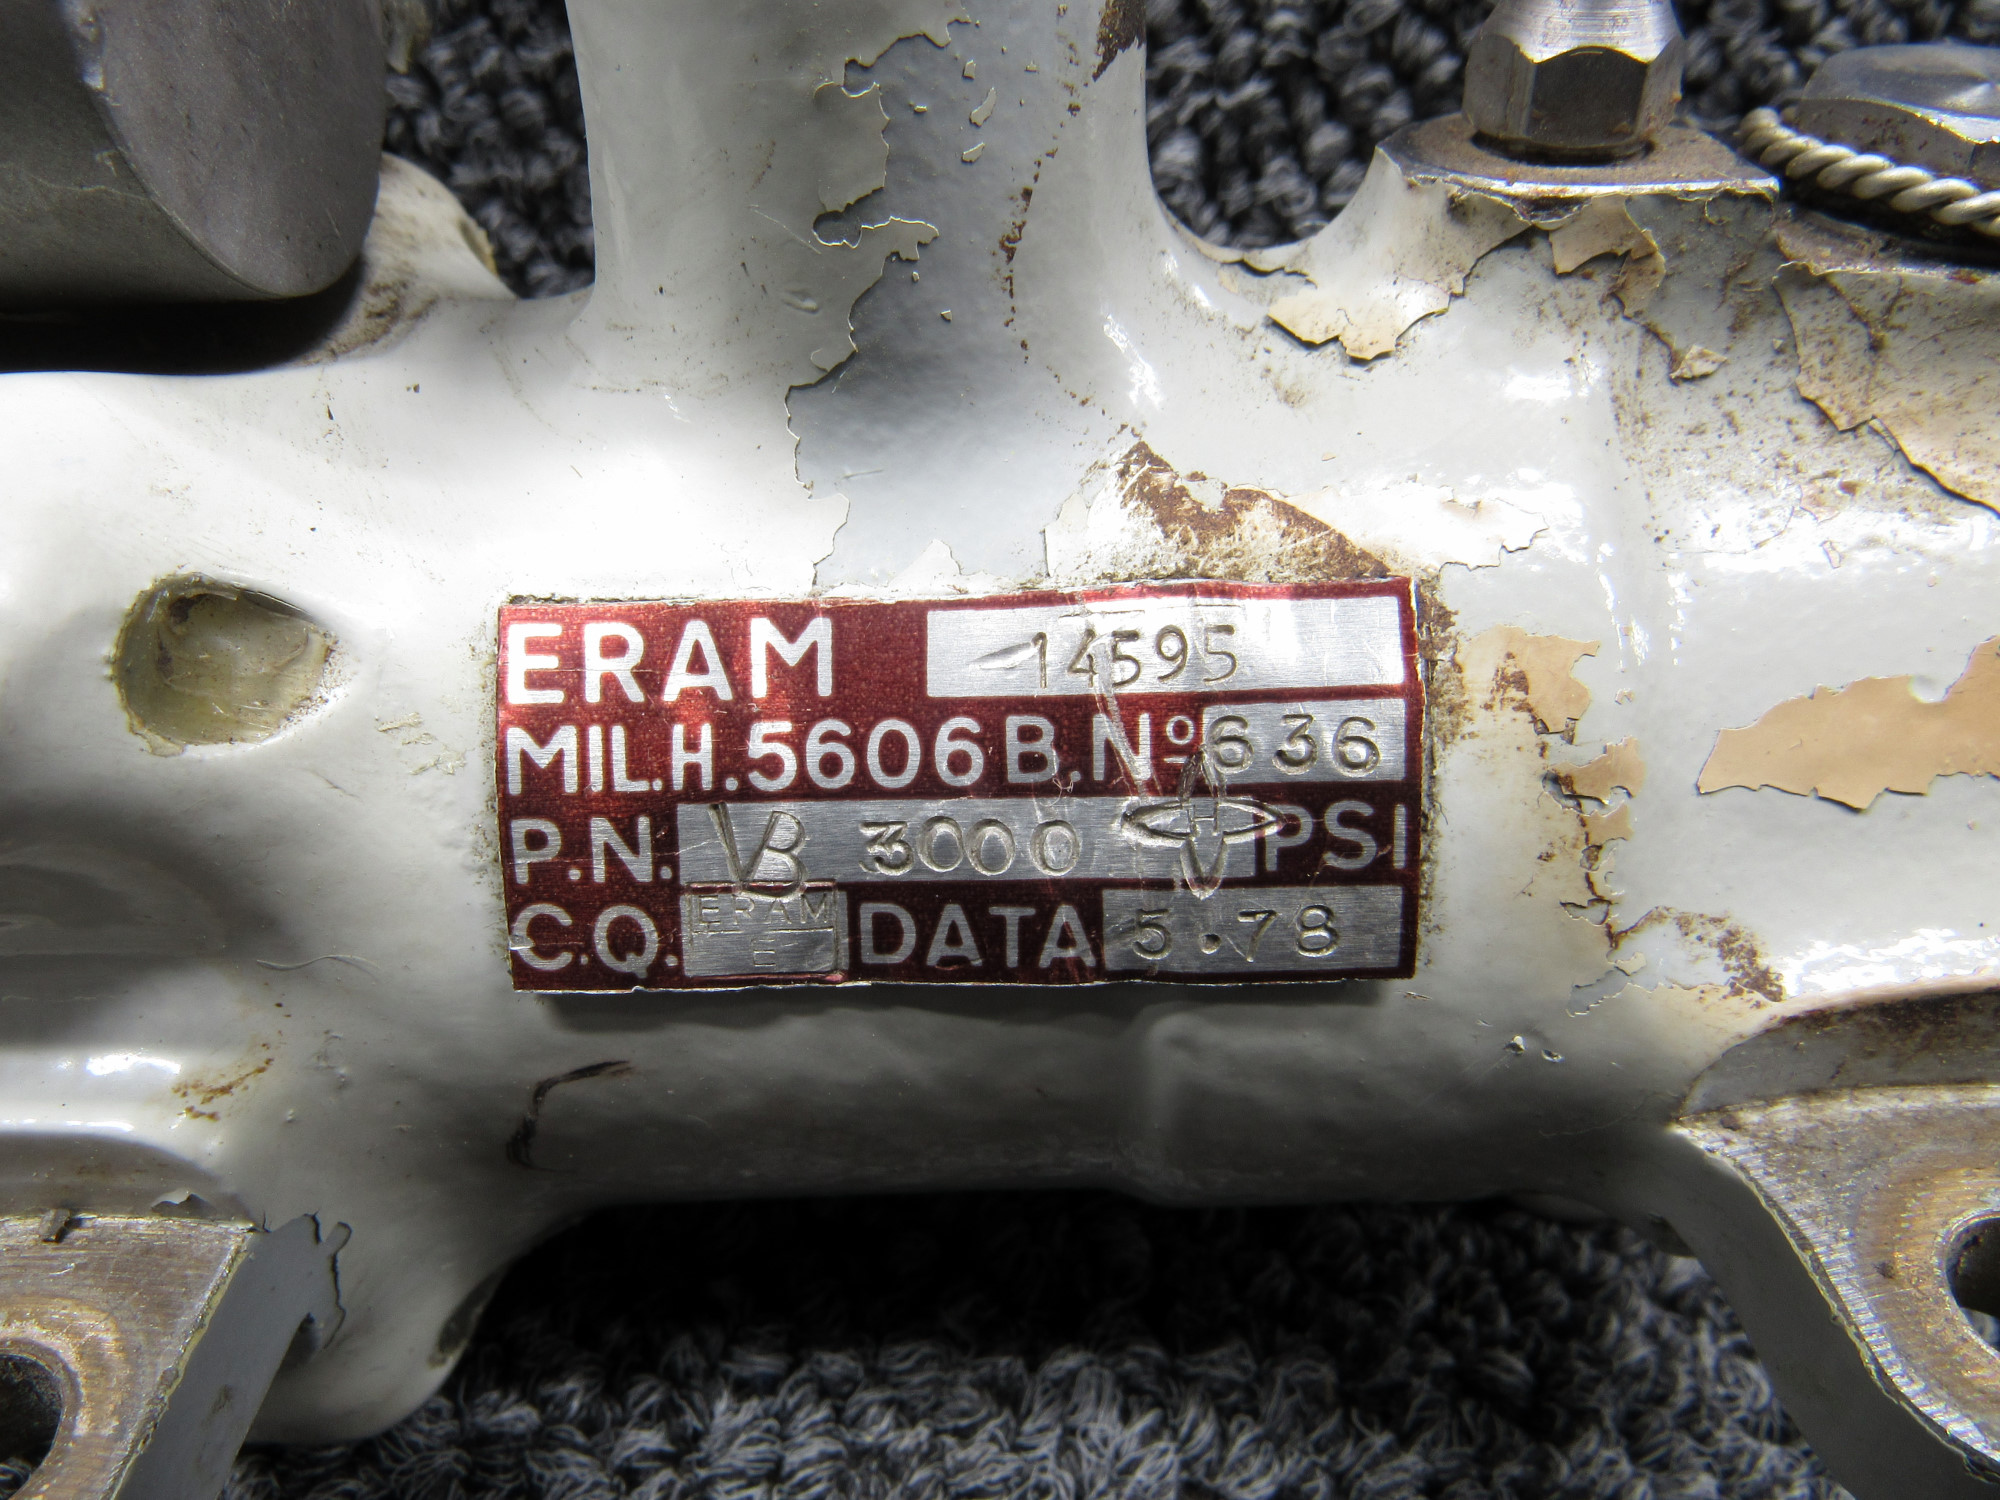 ERAM 14595
MIL.H.5606 B. Nº 636
P.N. VB 3000 H PSI
C.Q. ERAM E DATA 5.78